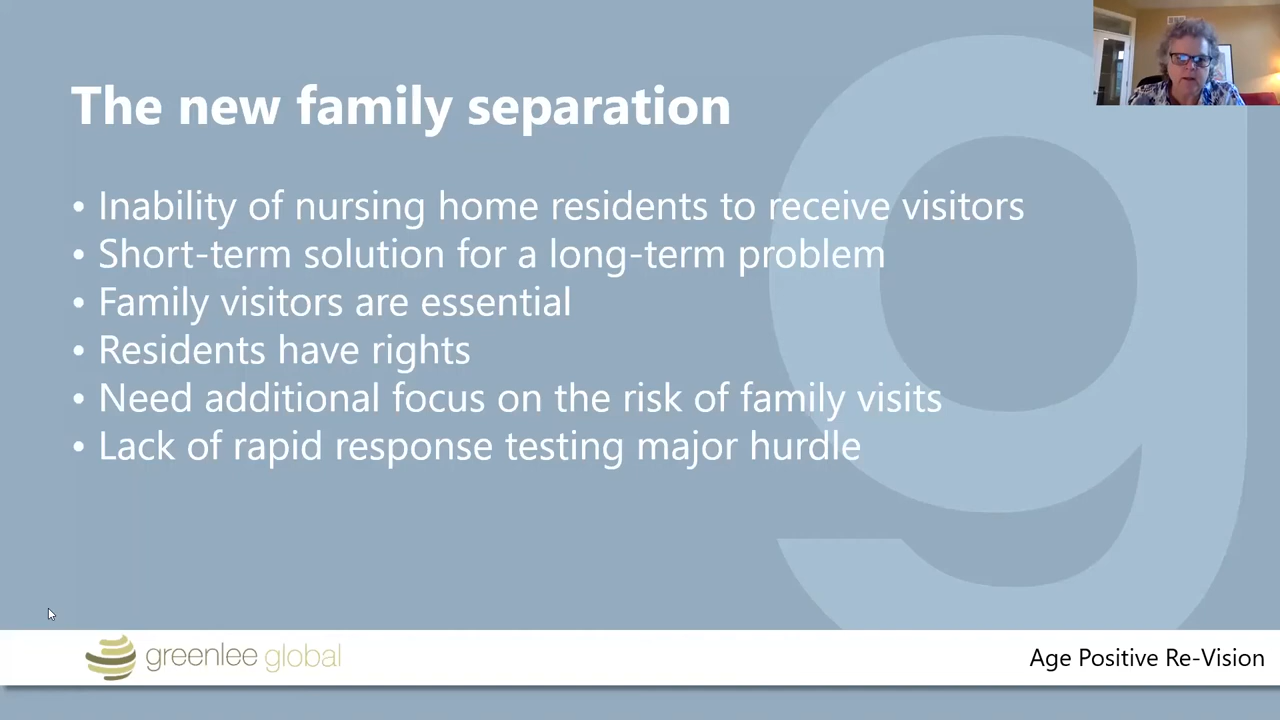 The new family separation
• Inability of nursing home residents to receive visitors
• Short-term solution for a long-term problem
• Family visitors are essential
• Residents have rights
• Need additional focus on the risk of family visits
• Lack of rapid response testing major hurdle
g
greenlee global
Age Positive Re-Vision